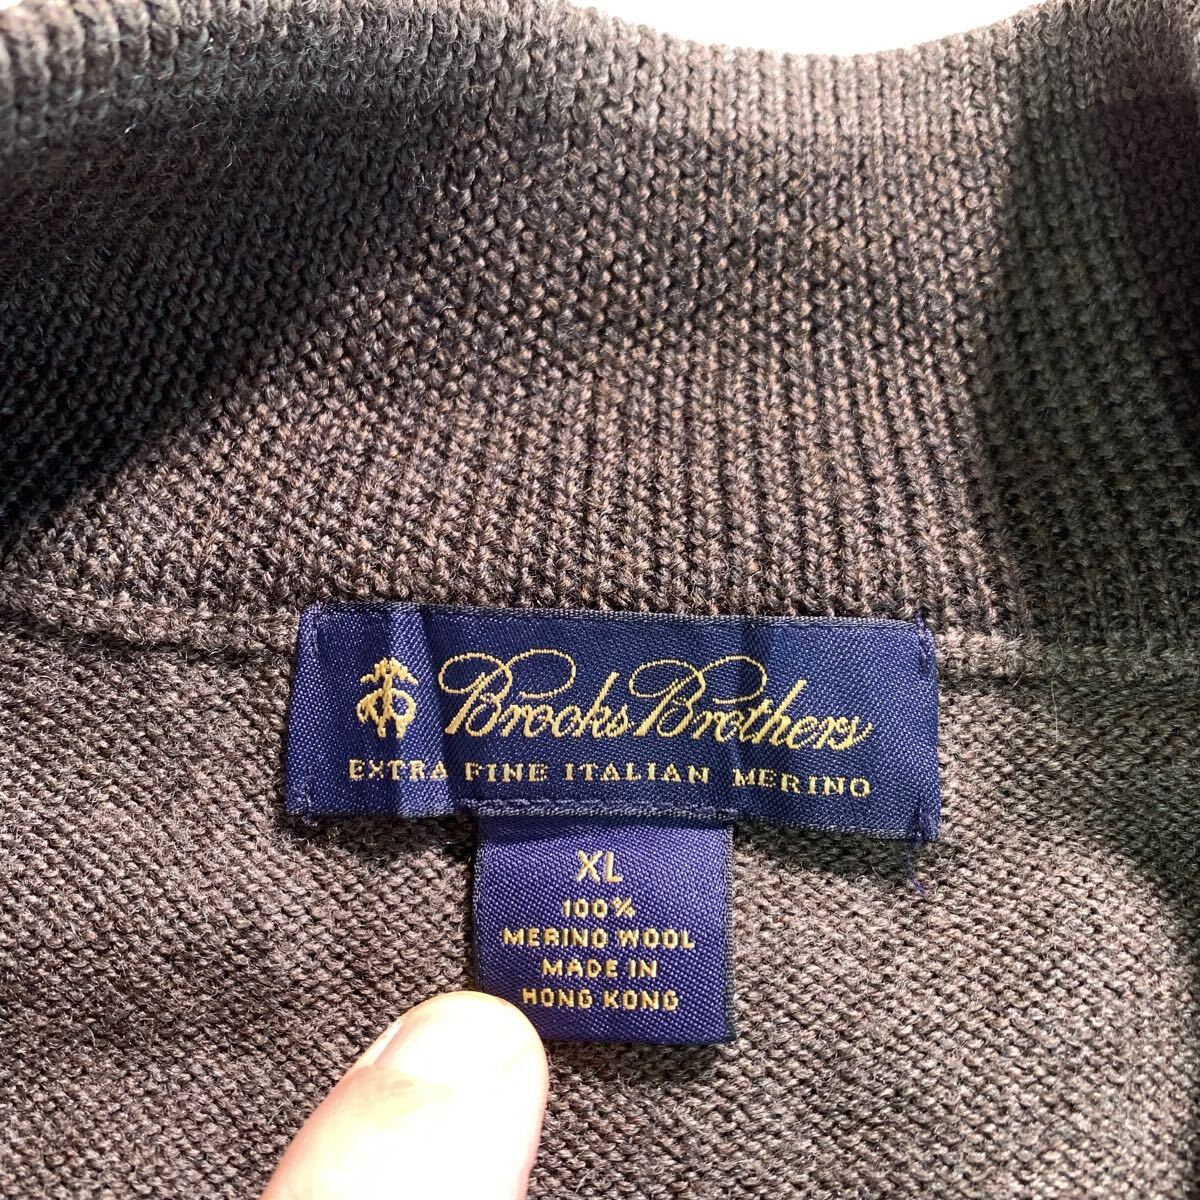 Brooks Brothers
EXTRA FINE ITALIAN MERINO
XL
100%
MERINO WOOL
MADE IN
HONG KONG